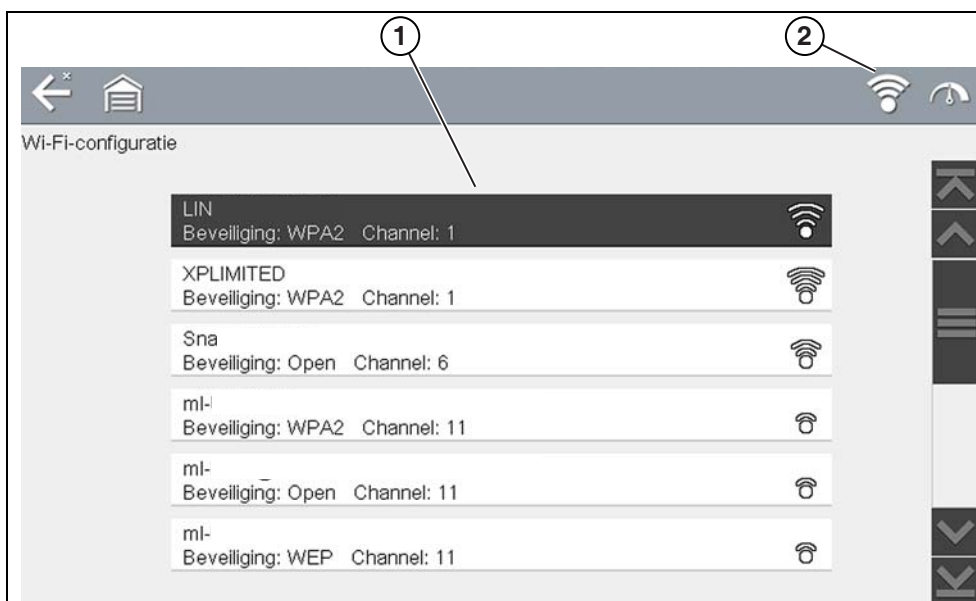 1 2
Wi-Fi-configuratie
LIN
Beveiliging: WPA2 Channel: 1
XPLIMITED
Beveiliging: WPA2 Channel: 1
Sna
Beveiliging: Open Channel: 6
ml-
Beveiliging: WPA2 Channel: 11
ml-
Beveiliging: Open Channel: 11
ml-
Beveiliging: WEP Channel: 11